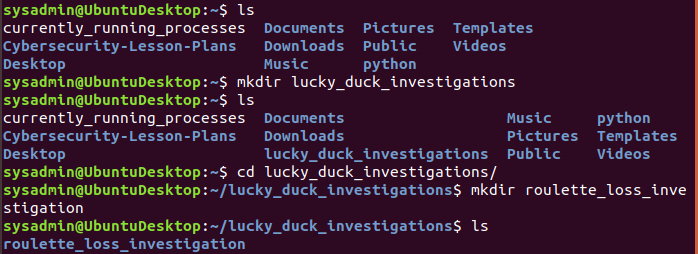 sysadmin@UbuntuDesktop:~$ ls
currently_running_processes  Documents  Pictures  Templates
Cybersecurity-Lesson-Plans   Downloads  Public    Videos
Desktop                      Music      python
sysadmin@UbuntuDesktop:~$ mkdir lucky_duck_investigations
sysadmin@UbuntuDesktop:~$ ls
currently_running_processes  Documents                  Music     python
Cybersecurity-Lesson-Plans   Downloads                  Pictures  Templates
Desktop                      lucky_duck_investigations  Public    Videos
sysadmin@UbuntuDesktop:~$ cd lucky_duck_investigations/
sysadmin@UbuntuDesktop:~/lucky_duck_investigations$ mkdir roulette_loss_inve
stigation
sysadmin@UbuntuDesktop:~/lucky_duck_investigations$ ls
roulette_loss_investigation